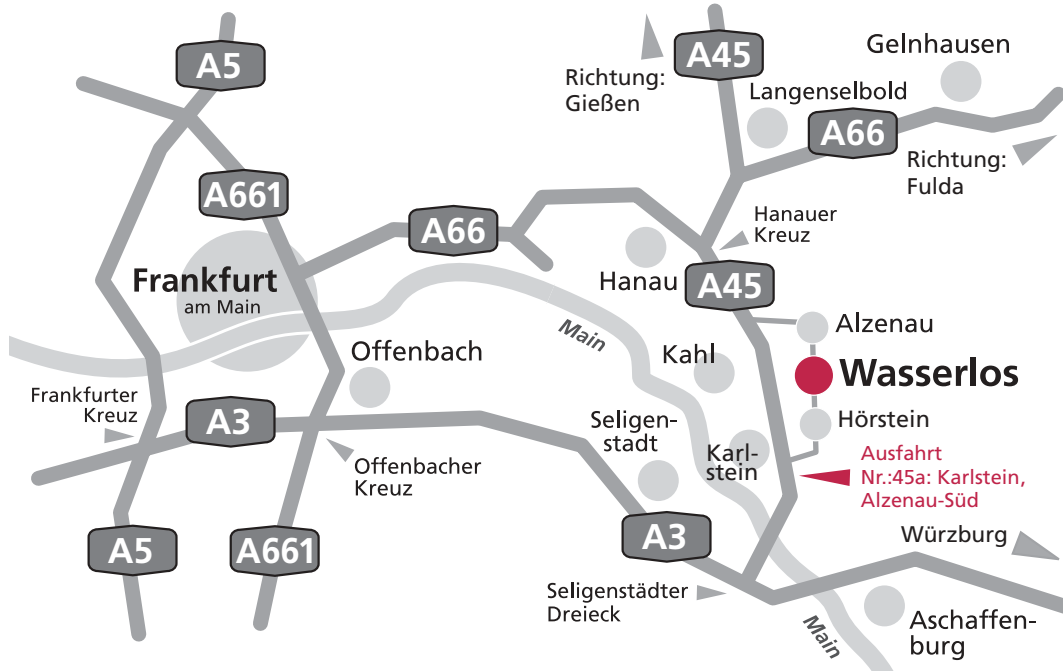 A5
A45
Gelnhausen
Richtung:
Gießen
Langenselbold
A66
Richtung:
Fulda
A661
A66
Hanauer
Kreuz
Frankfurt
am Main
Hanau
A45
Main
Alzenau
Offenbach
Kahl
Wasserlos
Frankfurter
Kreuz
A3
Seligen-
stadt
Hörstein
Karl-
stein
Offenbacher
Kreuz
Ausfahrt
Nr.:45a: Karlstein,
Alzenau-Süd
A5
A661
A3
Würzburg
Seligenstädter
Dreieck
Main
Aschaffen-
burg